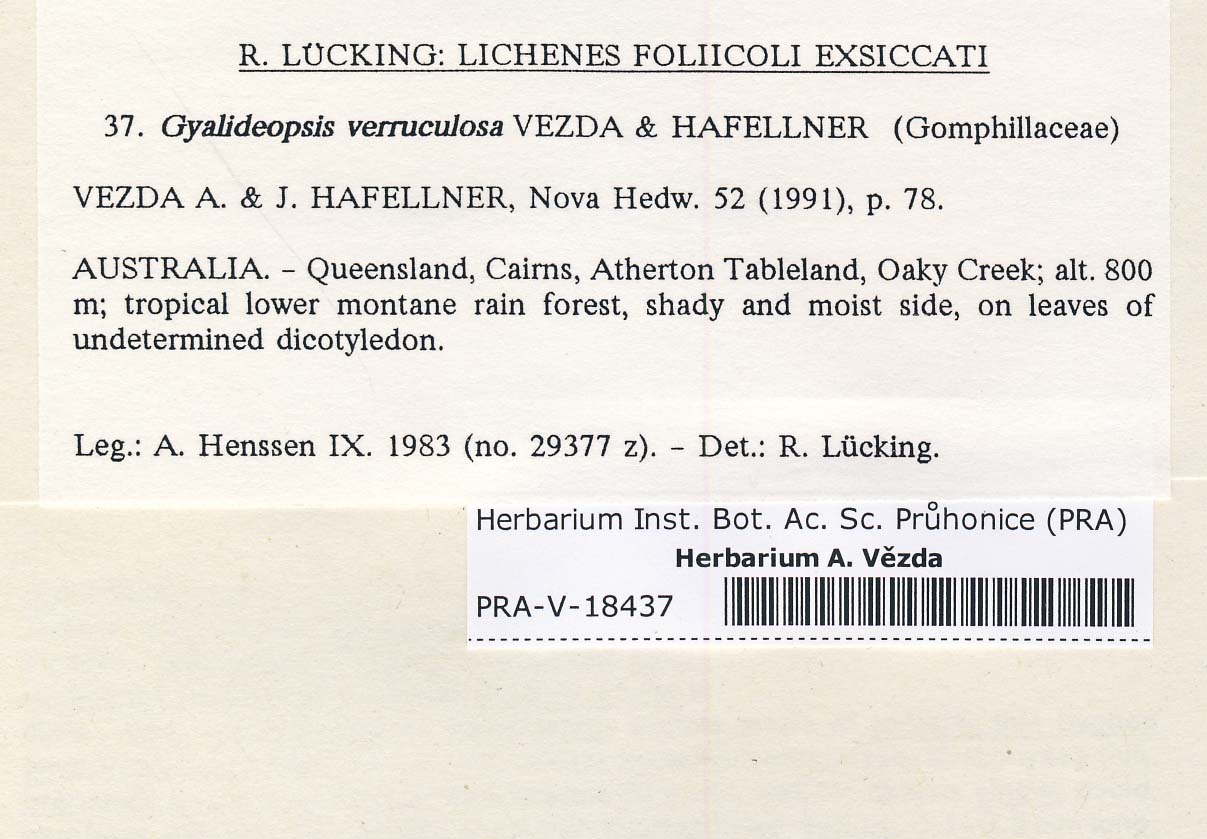 R. LÜCKING: LICHENES FOLIICOLI EXSICCATI
37. Gyalideopsis verruculosa VEZDA & HAFELLNER (Gomphillaceae)
VEZDA A. & J. HAFELLNER, Nova Hedw. 52 (1991), p. 78.
AUSTRALIA. – Queensland, Cairns, Atherton Tableland, Oaky Creek; alt. 800
m; tropical lower montane rain forest, shady and moist side, on leaves of
undetermined dicotyledon.
Leg.: A. Henssen IX. 1983 (no. 29377 z). – Det.: R. Lücking.
Herbarium Inst. Bot. Ac. Sc. Průhonice (PRA)
Herbarium A. Vězda
PRA-V-18437